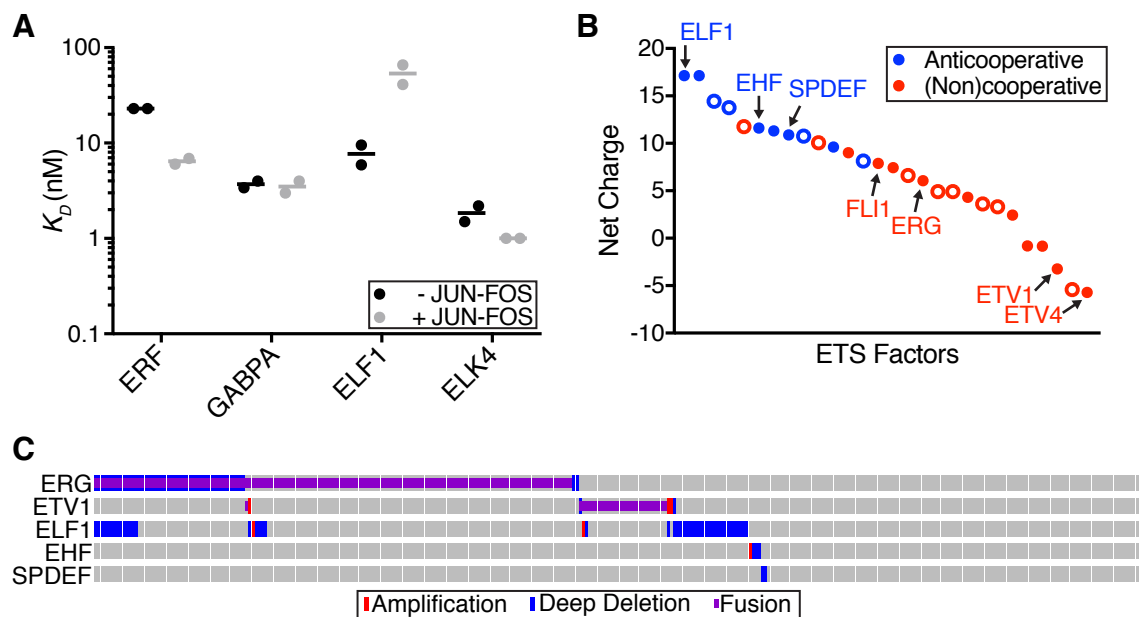 A
100
10
1
0.1
K_D (nM)
- JUN-FOS
+ JUN-FOS
ERF
GABPA
ELF1
ELK4
B
20
15
10
5
0
-5
-10
Net Charge
ELF1
EHF
SPDEF
Anticooperative
(Non)cooperative
FLI1
ERG
ETV1
ETV4
ETS Factors
C
ERG
ETV1
ELF1
EHF
SPDEF
Amplification
Deep Deletion
Fusion